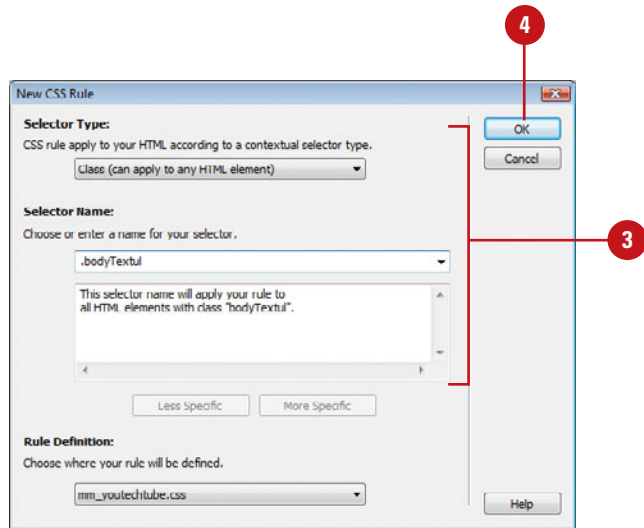 4
New CSS Rule
Selector Type:
OK
CSS rule apply to your HTML according to a contextual selector type.
Class (can apply to any HTML element)
Cancel
Selector Name:
Choose or enter a name for your selector.
3
.bodyTextul
This selector name will apply your rule to
all HTML elements with class "bodyTextul".
Less Specific
More Specific
Rule Definition:
Choose where your rule will be defined.
mm_youtechtube.css
Help